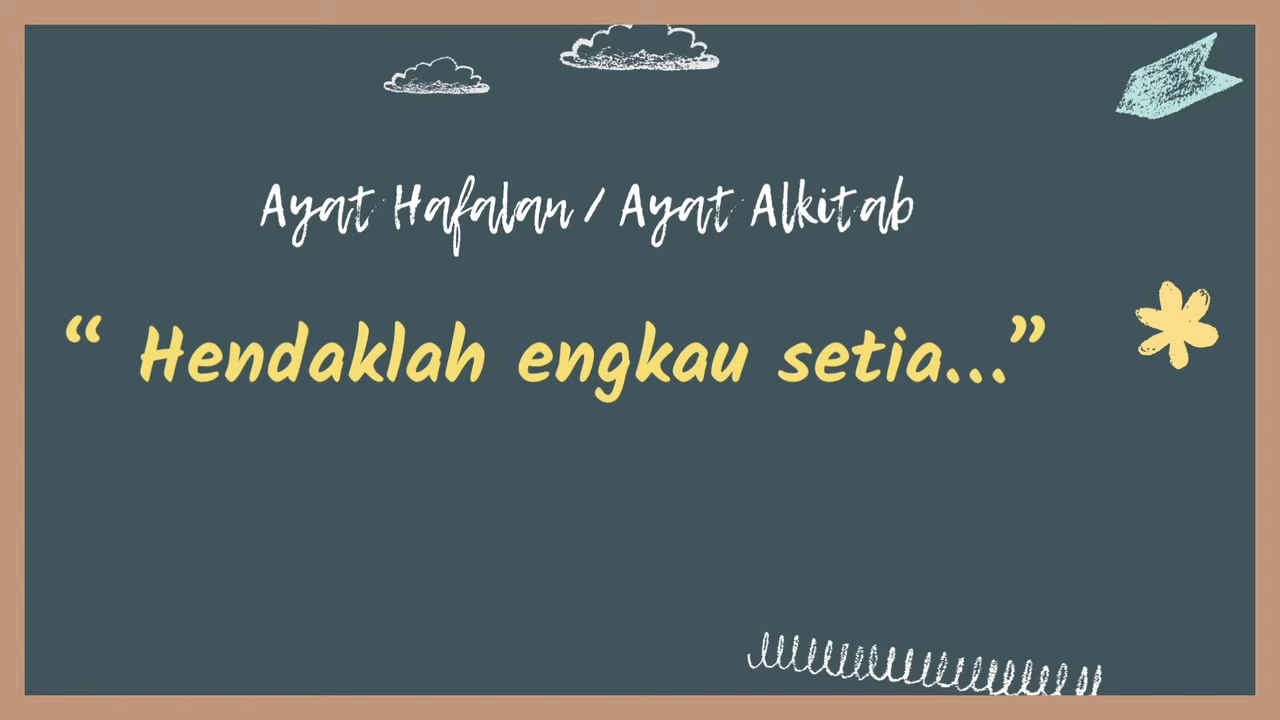 Ayat Hafalan / Ayat Alkitab
“ Hendaklah engkau setia...”